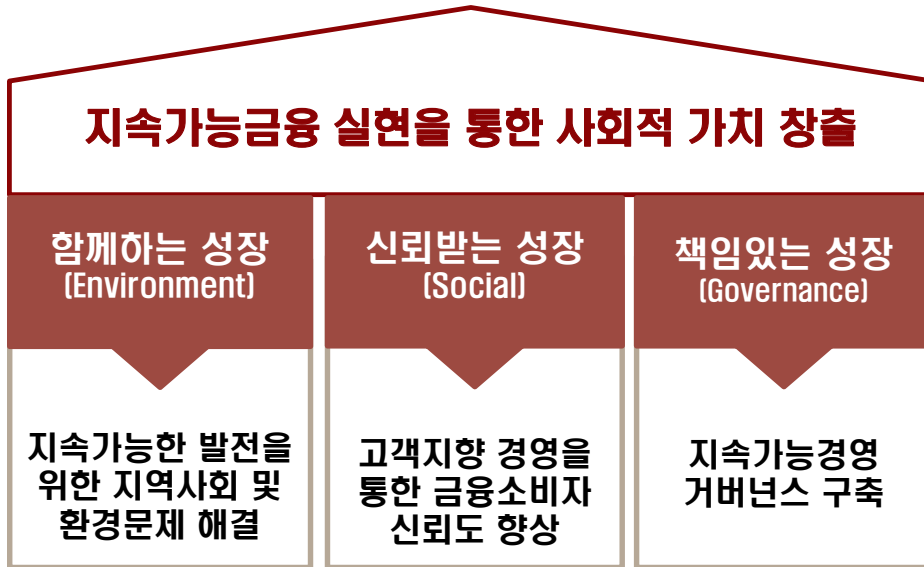 지속가능금융 실현을 통한 사회적 가치 창출
함께하는 성장
(Environment)
신뢰받는 성장
(Social)
책임있는 성장
(Governance)
지속가능한 발전을
위한 지역사회 및
환경문제 해결
고객지향 경영을
통한 금융소비자
신뢰도 향상
지속가능경영
거버넌스 구축